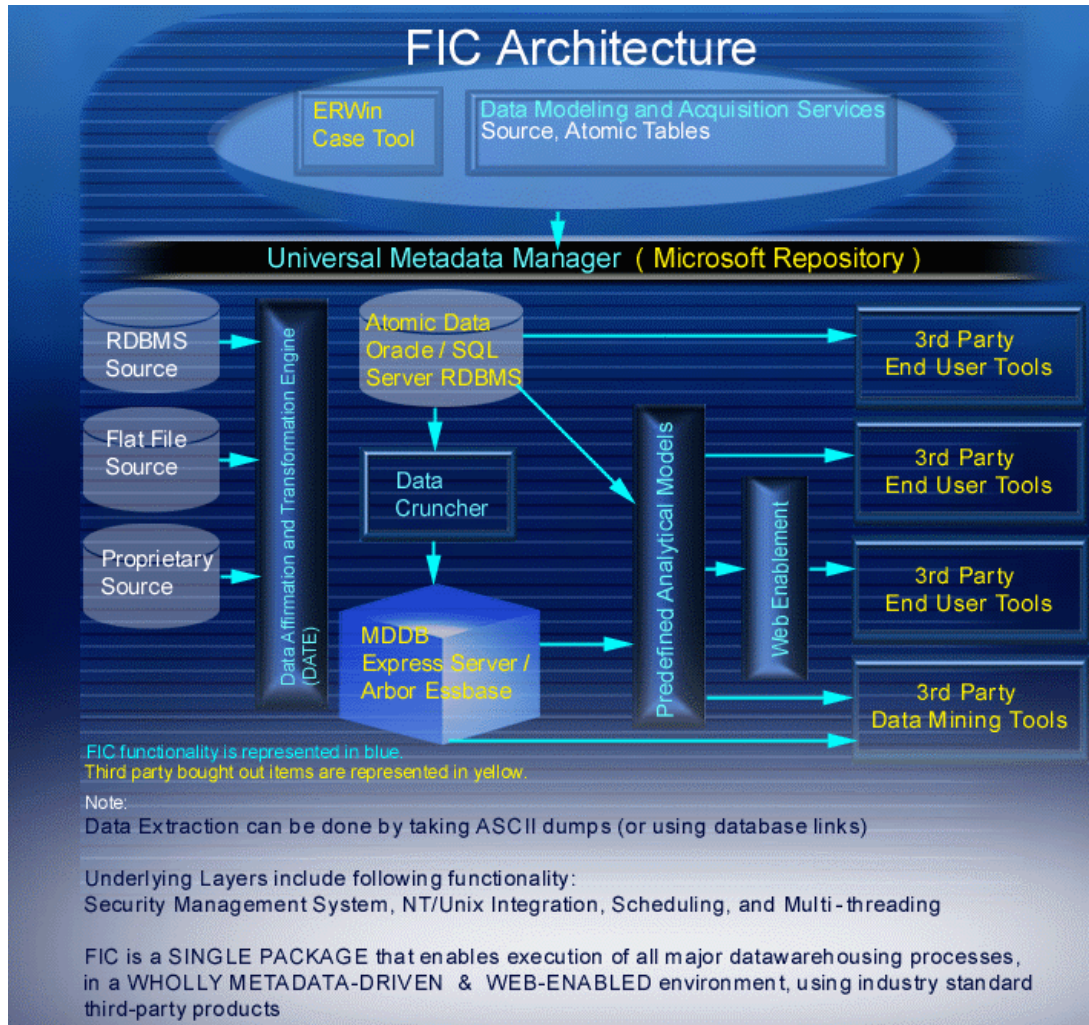 FIC Architecture
ERWin
Case Tool
Data Modeling and Acquisition Services
Source, Atomic Tables
Universal Metadata Manager ( Microsoft Repository )
RDBMS
Source
Flat File
Source
Proprietary
Source
Data Affirmation and Transformation Engine
(DATE)
Atomic Data
Oracle / SQL
Server RDBMS
Data
Cruncher
MDDB
Express Server /
Arbor Essbase
Predefined Analytical Models
Web Enablement
3rd Party
End User Tools
3rd Party
End User Tools
3rd Party
End User Tools
3rd Party
Data Mining Tools
FIC functionality is represented in blue.
Third party bought out items are represented in yellow.
Note:
Data Extraction can be done by taking ASCII dumps (or using database links)
Underlying Layers include following functionality:
Security Management System, NT/Unix Integration, Scheduling, and Multi-threading
FIC is a SINGLE PACKAGE that enables execution of all major datawarehousing processes,
in a WHOLLY METADATA-DRIVEN & WEB-ENABLED environment, using industry standard
third-party products